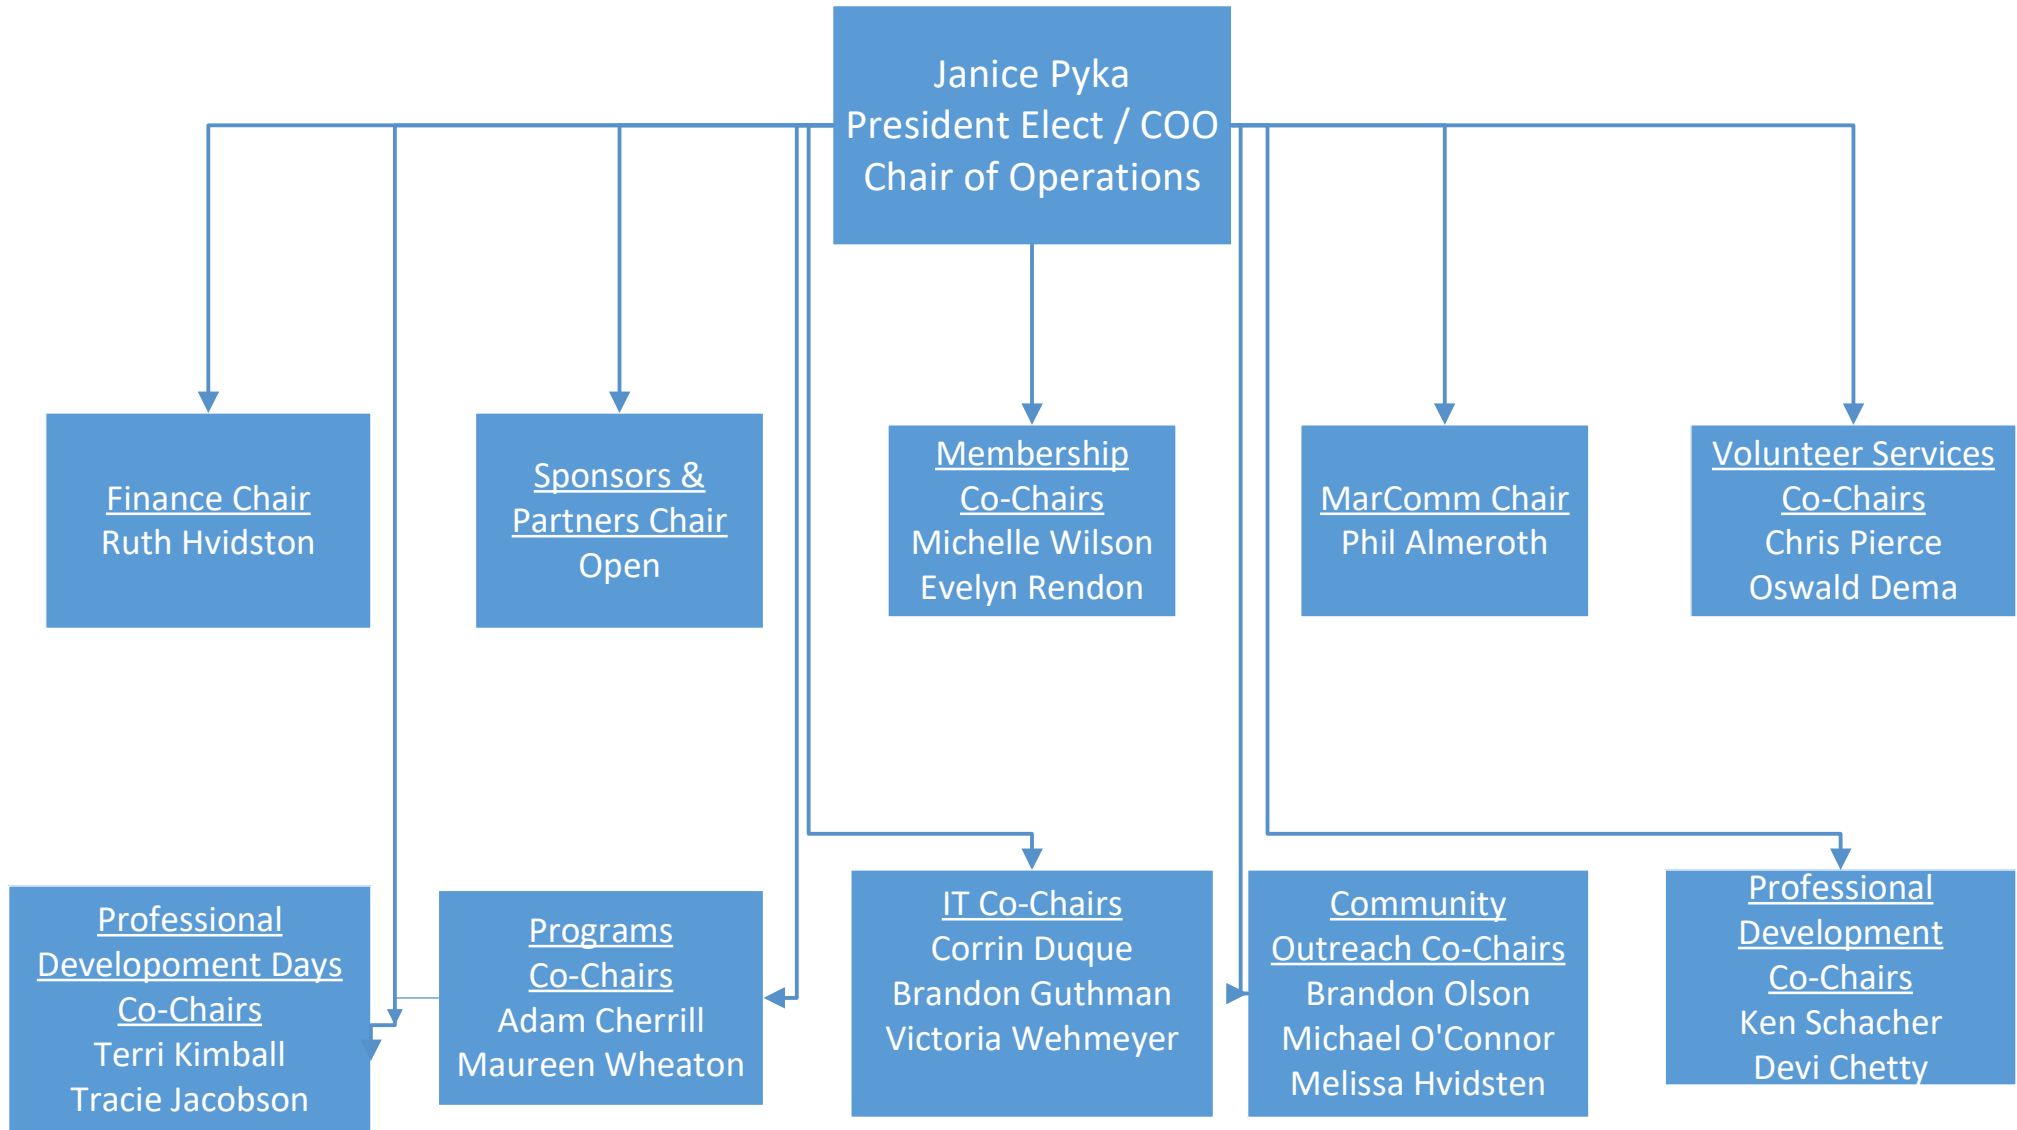 Janice Pyka
President Elect / COO
Chair of Operations
Finance Chair
Ruth Hvidston
Sponsors &
Partners Chair
Open
Membership
Co-Chairs
Michelle Wilson
Evelyn Rendon
MarComm Chair
Phil Almeroth
Volunteer Services
Co-Chairs
Chris Pierce
Oswald Dema
Professional
Developoment Days
Co-Chairs
Terri Kimball
Tracie Jacobson
Programs
Co-Chairs
Adam Cherrill
Maureen Wheaton
IT Co-Chairs
Corrin Duque
Brandon Guthman
Victoria Wehmeyer
Community
Outreach Co-Chairs
Brandon Olson
Michael O'Connor
Melissa Hvidsten
Professional
Development
Co-Chairs
Ken Schacher
Devi Chetty